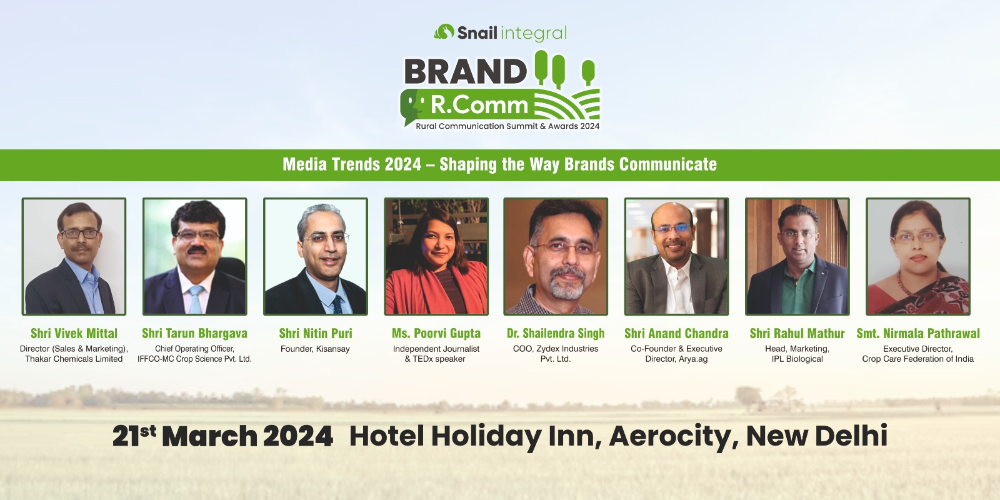 Snail integral
BRAND
R.Comm
Rural Communication Summit & Awards 2024
Media Trends 2024 – Shaping the Way Brands Communicate
Shri Vivek Mittal
Director (Sales & Marketing),
Thakar Chemicals Limited
Shri Tarun Bhargava
Chief Operating Officer,
IFFCO-MC Crop Science Pvt. Ltd.
Shri Nitin Puri
Founder, Kisansay
Ms. Poorvi Gupta
Independent Journalist
& TEDx speaker
Dr. Shailendra Singh
COO, Zydex Industries
Pvt. Ltd.
Shri Anand Chandra
Co-Founder & Executive
Director, Arya.ag
Shri Rahul Mathur
Head, Marketing,
IPL Biological
Smt. Nirmala Pathrawal
Executive Director,
Crop Care Federation of India
21st March 2024 Hotel Holiday Inn, Aerocity, New Delhi